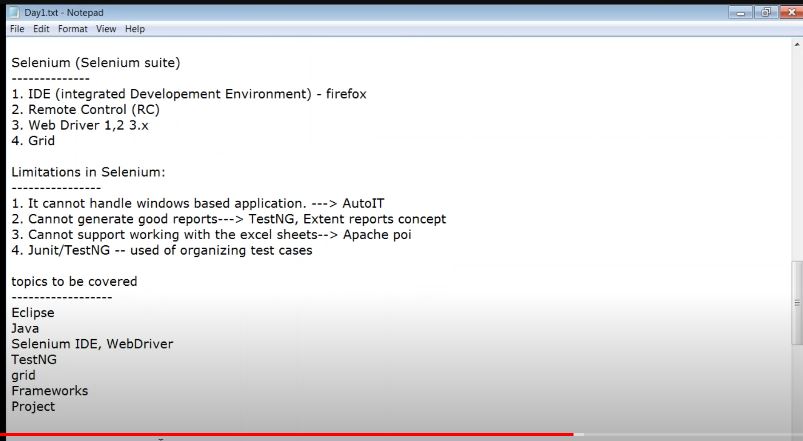 Day1.txt - Notepad
File Edit Format View Help
Selenium (Selenium suite)
--------------
1. IDE (integrated Developement Environment) - firefox
2. Remote Control (RC)
3. Web Driver 1,2 3.x
4. Grid
Limitations in Selenium:
----------------
1. It cannot handle windows based application. ---> AutoIT
2. Cannot generate good reports---> TestNG, Extent reports concept
3. Cannot support working with the excel sheets--> Apache poi
4. Junit/TestNG -- used of organizing test cases
topics to be covered
------------------
Eclipse
Java
Selenium IDE, WebDriver
TestNG
grid
Frameworks
Project